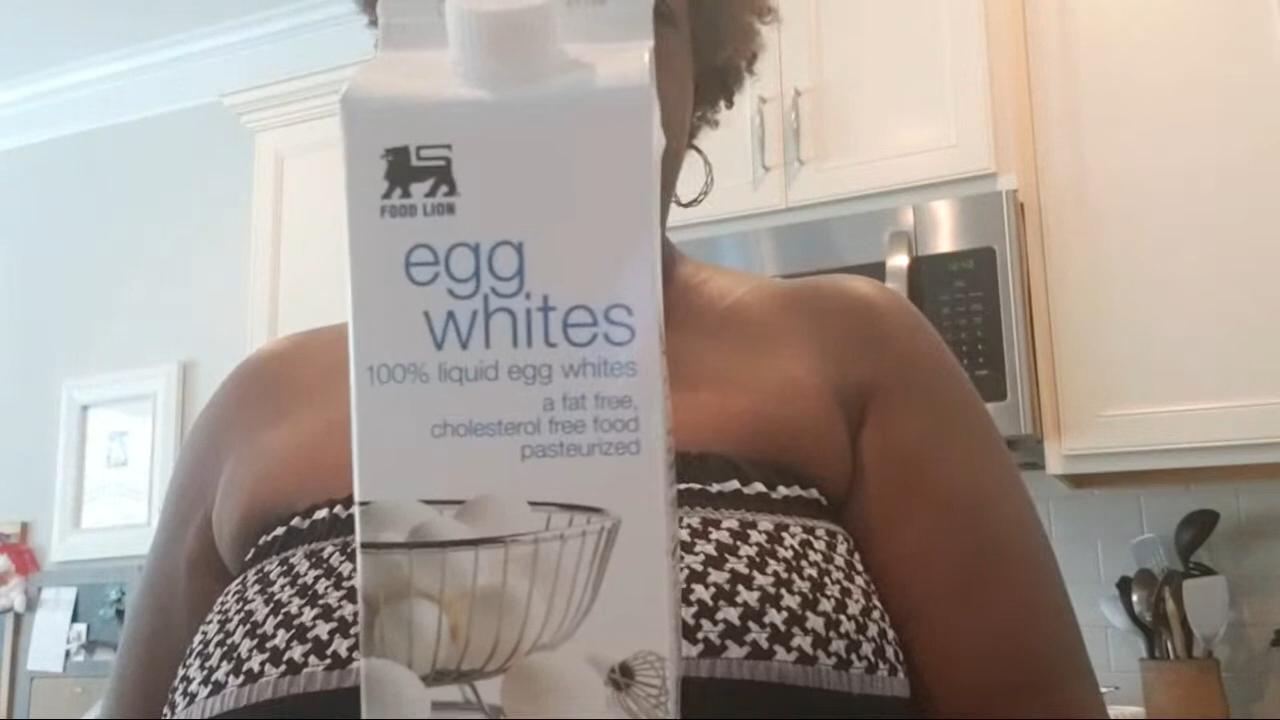 FOOD LION
egg
whites
100% liquid egg whites
a fat free,
cholesterol free food
pasteurized